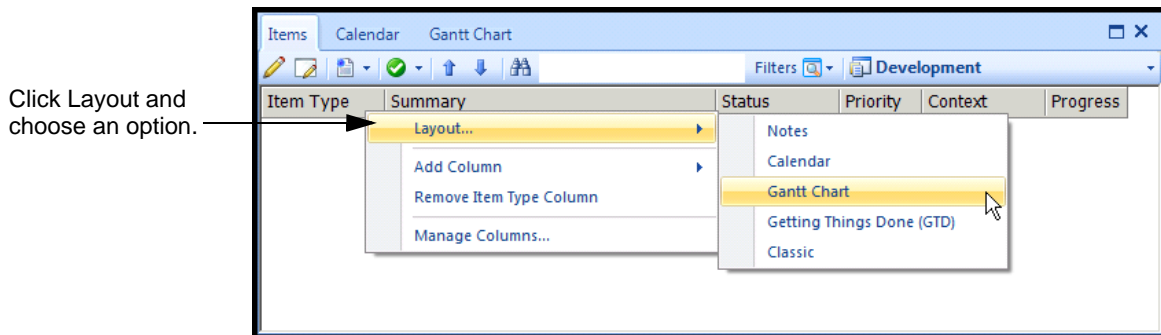 Items Calendar Gantt Chart
Filters Development
Click Layout and
choose an option.
Item Type Summary Status Priority Context Progress
Layout...
Add Column
Remove Item Type Column
Manage Columns...
Notes
Calendar
Gantt Chart
Getting Things Done (GTD)
Classic